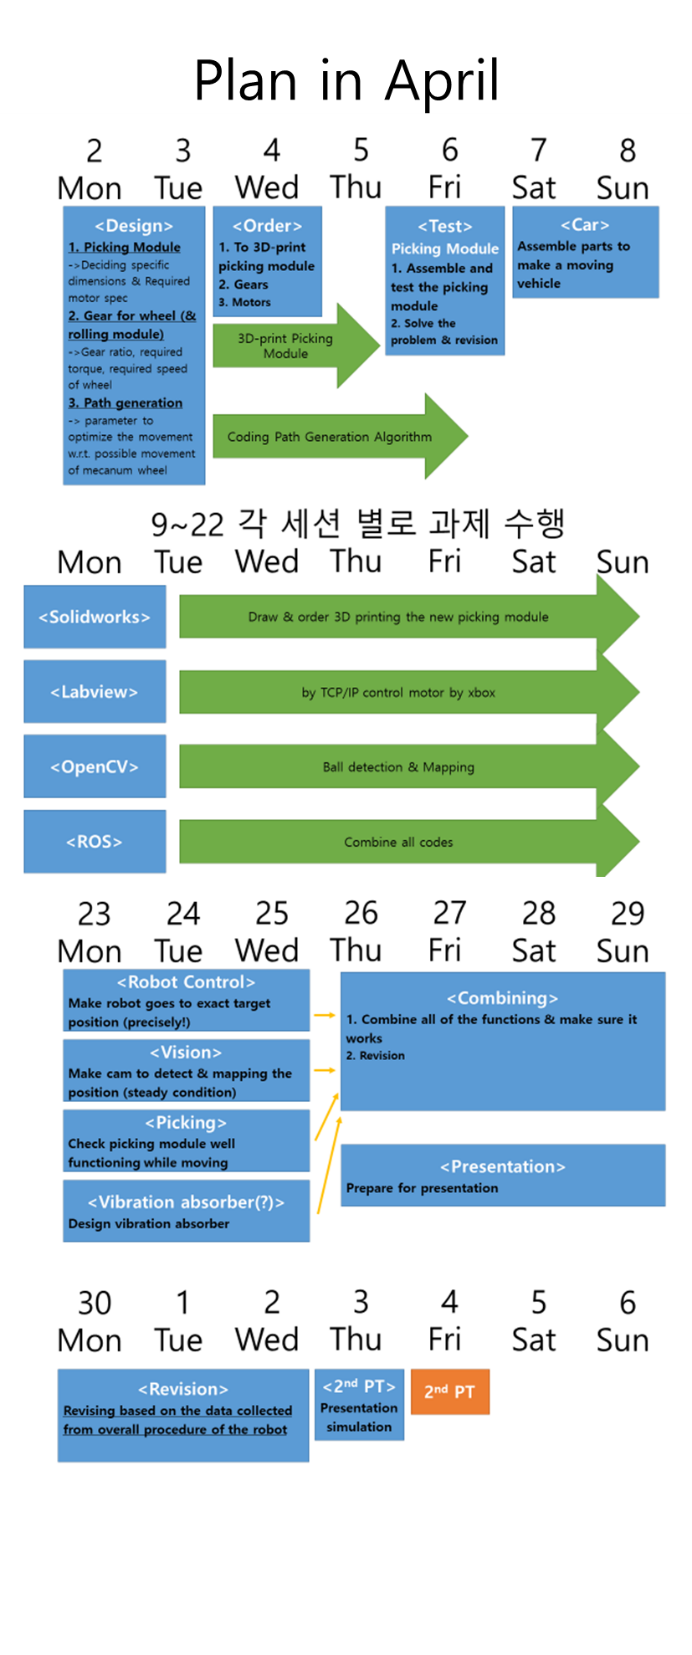 Plan in April
2 3 4 5 6 7 8
Mon Tue Wed Thu Fri Sat Sun
<Design>
1. Picking Module
->Deciding specific
dimensions & Required
motor spec
2. Gear for wheel (&
rolling module)
->Gear ratio, required
torque, required speed
of wheel
3. Path generation
-> parameter to
optimize the movement
w.r.t. possible movement
of mecanum wheel
<Order>
1. To 3D-print
picking module
2. Gears
3. Motors
3D-print Picking
Module
Coding Path Generation Algorithm
<Test>
Picking Module
1. Assemble and
test the picking
module
2. Solve the
problem & revision
<Car>
Assemble parts to
make a moving
vehicle
9~22 각 세션 별로 과제 수행
Mon Tue Wed Thu Fri Sat Sun
<Solidworks>
Draw & order 3D printing the new picking module
<Labview>
by TCP/IP control motor by xbox
<OpenCV>
Ball detection & Mapping
<ROS>
Combine all codes
23 24 25 26 27 28 29
Mon Tue Wed Thu Fri Sat Sun
<Robot Control>
Make robot goes to exact target
position (precisely!)
<Vision>
Make cam to detect & mapping the
position (steady condition)
<Picking>
Check picking module well
functioning while moving
<Vibration absorber(?)>
Design vibration absorber
<Combining>
1. Combine all of the functions & make sure it
works
2. Revision
<Presentation>
Prepare for presentation
30 1 2 3 4 5 6
Mon Tue Wed Thu Fri Sat Sun
<Revision>
Revising based on the data collected
from overall procedure of the robot
<2nd PT>
Presentation
simulation
2nd PT